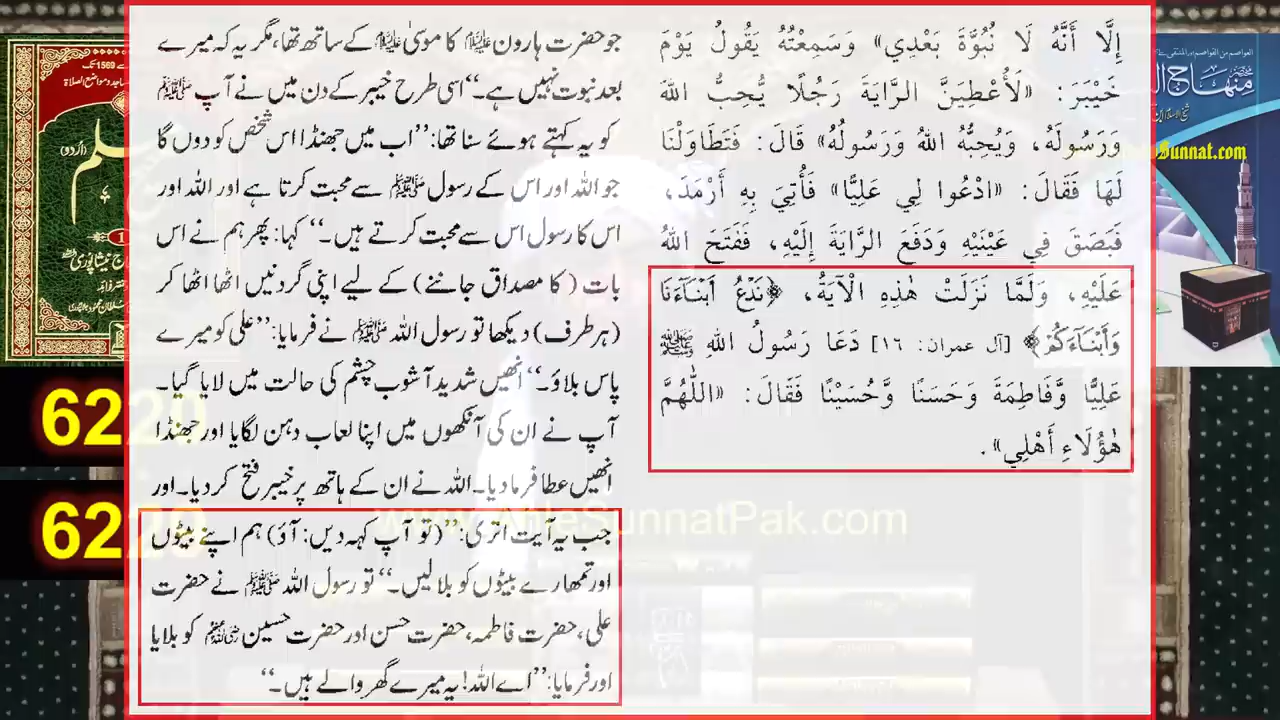 إِلَّا أَنَّهُ لَا نُبُوَّةَ بَعْدِي» وَسَمِعْتُهُ يَقُولُ يَوْمَ
خَيْبَرَ: «لَأُعْطِيَنَّ الرَّايَةَ رَجُلًا يُّحِبُّ اللهَ
وَرَسُولَهُ، وَيُحِبُّهُ اللهُ وَرَسُولُهُ» قَالَ: فَتَطَاوَلْنَا
لَهَا فَقَالَ: «ادْعُوا لِي عَلِيًّا» فَأُتِيَ بِهِ أَرْمَدَ،
فَبَصَقَ فِي عَيْنَيْهِ وَدَفَعَ الرَّايَةَ إِلَيْهِ، فَفَتَحَ اللهُ
عَلَيْهِ، وَلَمَّا نَزَلَتْ هٰذِهِ الْآيَةُ، ﴿نَدْعُ أَبْنَآءَنَا
وَأَبْنَآءَكُمْ﴾ [آل عمران: ٦١] دَعَا رَسُولُ اللهِ ﷺ
عَلِيًّا وَّفَاطِمَةَ وَحَسَنًا وَّحُسَيْنًا فَقَالَ: «اللّٰهُمَّ
هٰؤُلَاءِ أَهْلِي».
جو حضرت ہارون علیہ السلام کا موسیٰ علیہ السلام کے ساتھ تھا، مگر یہ کہ میرے
بعد نبوت نہیں ہے۔“ اسی طرح خیبر کے دن میں نے آپ ﷺ
کو یہ کہتے ہوئے سنا تھا: ”اب میں جھنڈا اس شخص کو دوں گا
جو اللہ اور اس کے رسول ﷺ سے محبت کرتا ہے اور اللہ اور
اس کا رسول اس سے محبت کرتے ہیں۔“ کہا: پھر ہم نے اس
بات (کا مصداق جاننے) کے لیے اپنی گردنیں اٹھا اٹھا کر
(ہر طرف) دیکھا تو رسول اللہ ﷺ نے فرمایا: ”علی کو میرے
پاس بلاؤ۔“ انھیں شدید آشوب چشم کی حالت میں لایا گیا۔
آپ نے ان کی آنکھوں میں اپنا لعاب دہن لگایا اور جھنڈا
انھیں عطا فرما دیا۔ اللہ نے ان کے ہاتھ پر خیبر فتح کر دیا۔ اور
جب یہ آیت اتری: ”(تو آپ کہہ دیں: آؤ) ہم اپنے بیٹوں
اور تمھارے بیٹوں کو بلا لیں۔“ تو رسول اللہ ﷺ نے حضرت
علی، حضرت فاطمہ، حضرت حسن اور حضرت حسین رضی اللہ عنہم کو بلایا
اور فرمایا: ”اے اللہ! یہ میرے گھر والے ہیں۔“
www.AhleSunnatPak.com
6220
6220
Sunnat.com